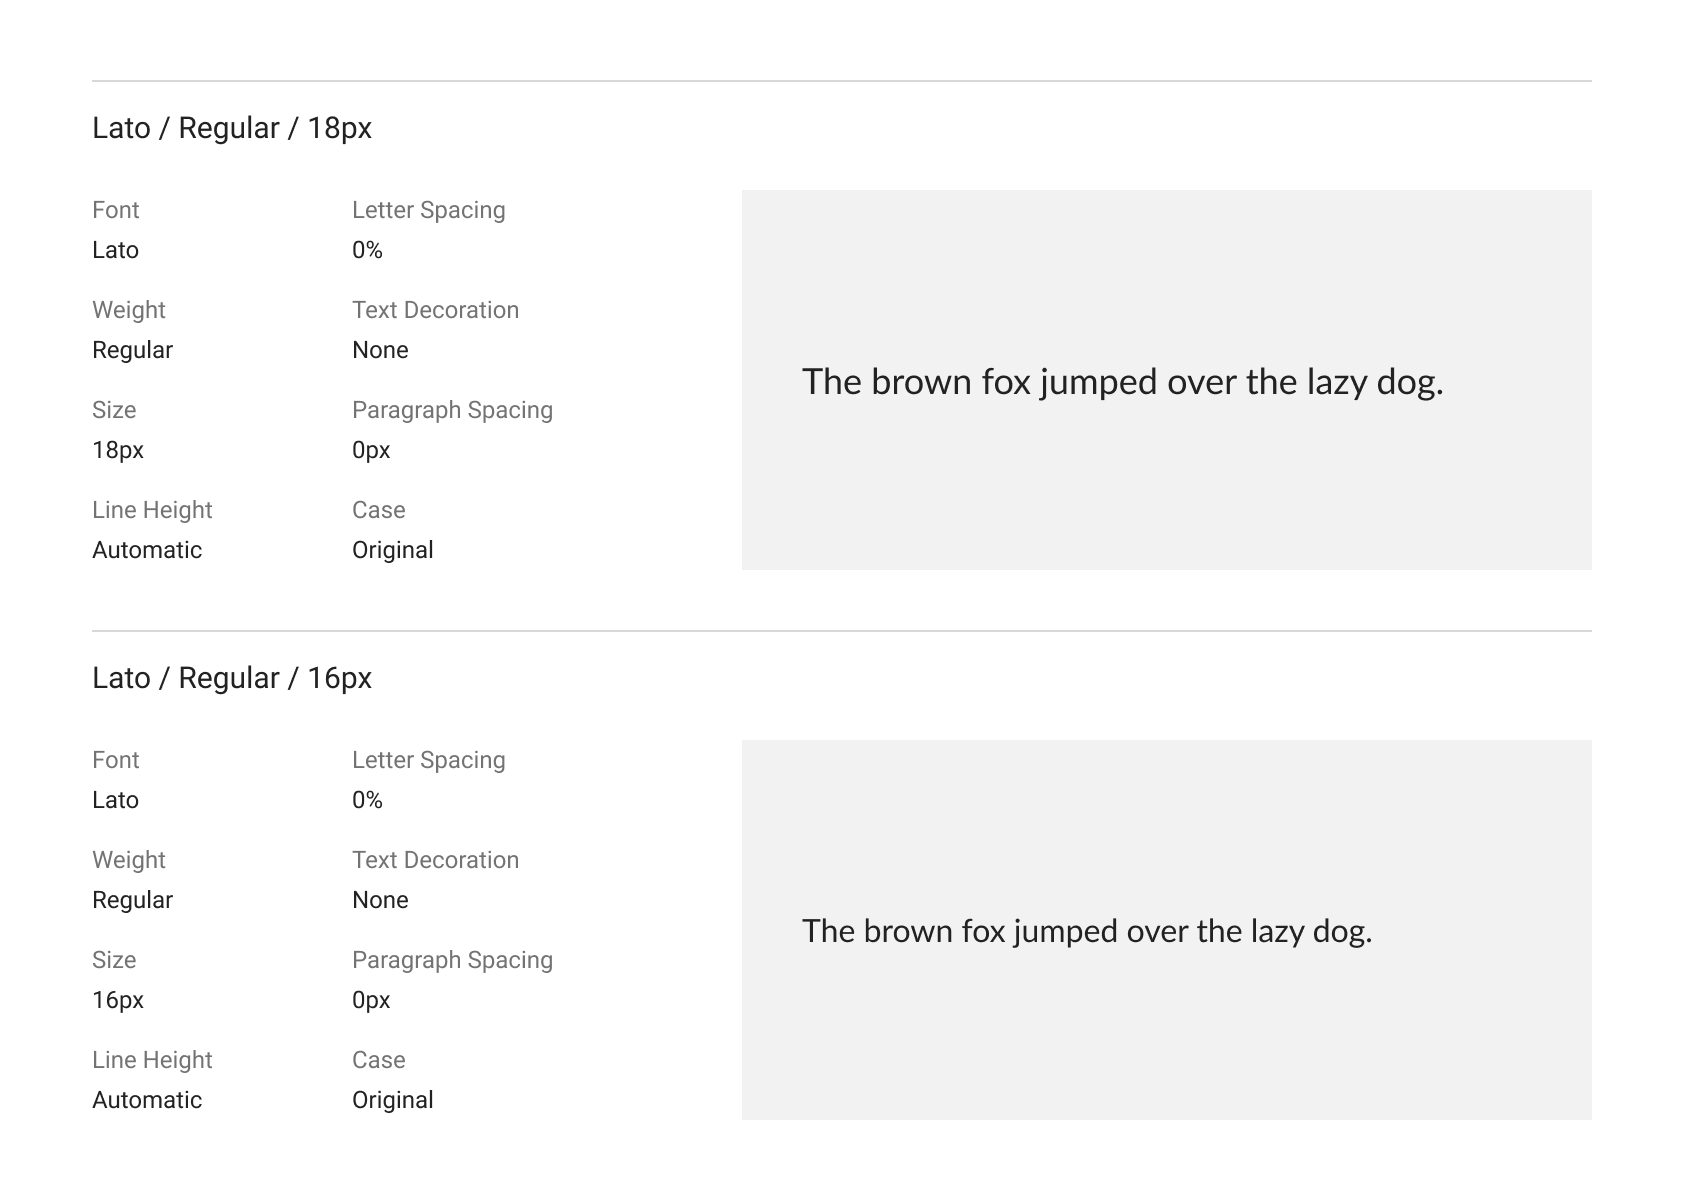 Lato / Regular / 18px
Font
Lato
Weight
Regular
Size
18px
Line Height
Automatic
Letter Spacing
0%
Text Decoration
None
Paragraph Spacing
0px
Case
Original
The brown fox jumped over the lazy dog.
Lato / Regular / 16px
Font
Lato
Weight
Regular
Size
16px
Line Height
Automatic
Letter Spacing
0%
Text Decoration
None
Paragraph Spacing
0px
Case
Original
The brown fox jumped over the lazy dog.